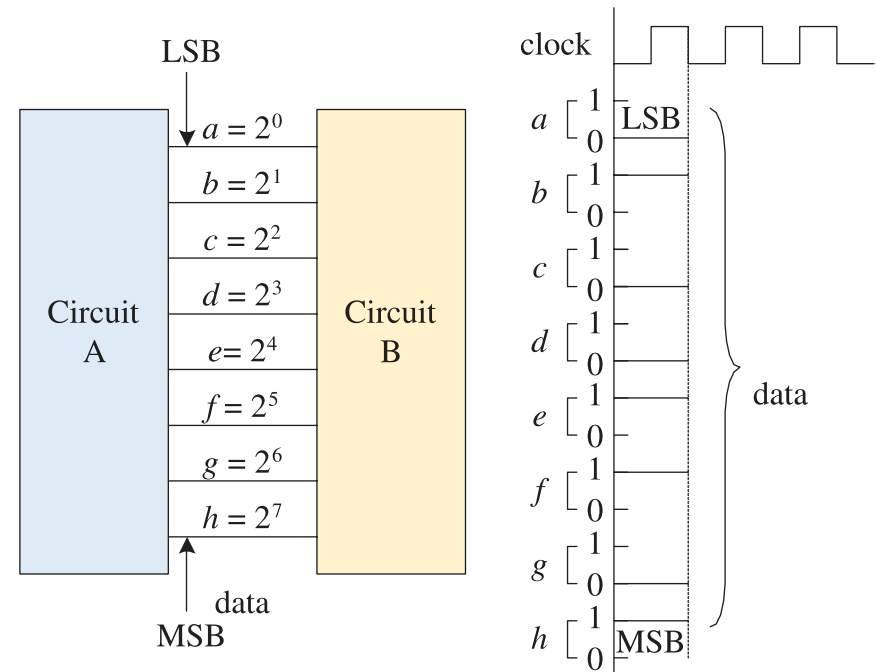 LSB
a = 2⁰
b = 2¹
c = 2²
d = 2³
e= 2⁴
f = 2⁵
g = 2⁶
h = 2⁷
Circuit
A
Circuit
B
data
MSB
clock
a
1
LSB
0
b
1
0
c
1
0
d
1
0
e
1
0
f
1
0
g
1
0
h
1
MSB
0
data